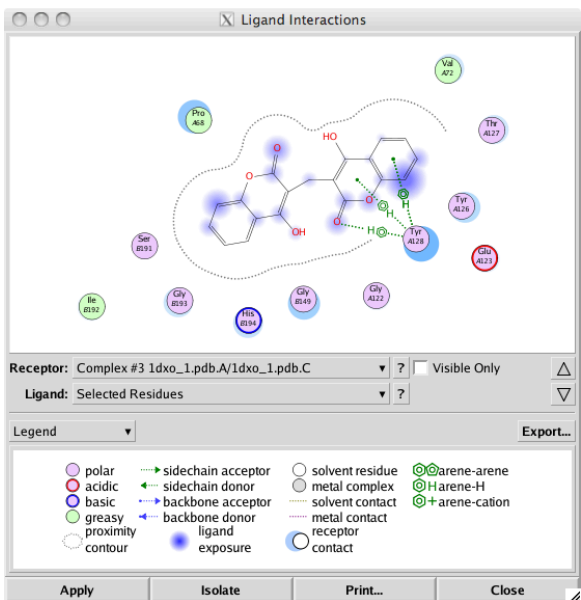 X Ligand Interactions
Val
A72
Pro
A68
Thr
A127
HO
O
O
O
O
OH
H
H
H
Tyr
A126
Tyr
A128
Ser
B191
Glu
A123
Ile
B192
Gly
B193
His
B194
Gly
B149
Gly
A122
Receptor: Complex #3 1dxo_1.pdb.A/1dxo_1.pdb.C ? Visible Only
Ligand: Selected Residues ?
Legend Export...
polar sidechain acceptor solvent residue arene-arene
acidic sidechain donor metal complex H arene-H
basic backbone acceptor solvent contact + arene-cation
greasy backbone donor metal contact
proximity contour ligand exposure receptor contact
Apply Isolate Print... Close